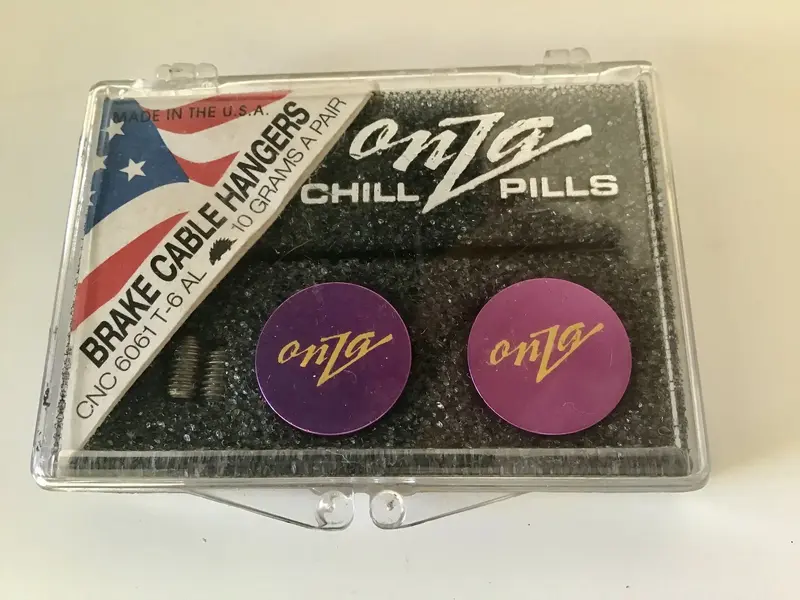 MADE IN THE U.S.A.
BRAKE CABLE HANGERS
CNC 6061 T-6 AL 10 GRAMS A PAIR
onza
CHILL PILLS
onza
onza